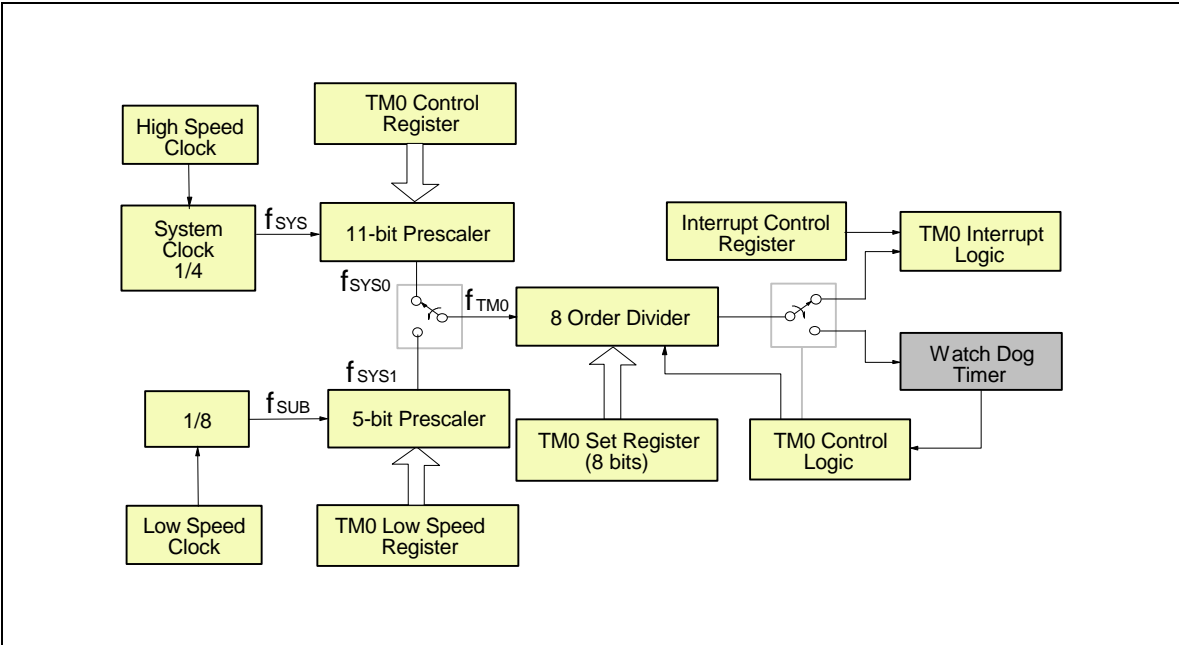 TM0 Control
Register
High Speed
Clock
System
Clock
1/4
fSYS
11-bit Prescaler
Interrupt Control
Register
TM0 Interrupt
Logic
fSYS0
fTM0
8 Order Divider
fSYS1
Watch Dog
Timer
1/8
fSUB
5-bit Prescaler
TM0 Set Register
(8 bits)
TM0 Control
Logic
Low Speed
Clock
TM0 Low Speed
Register